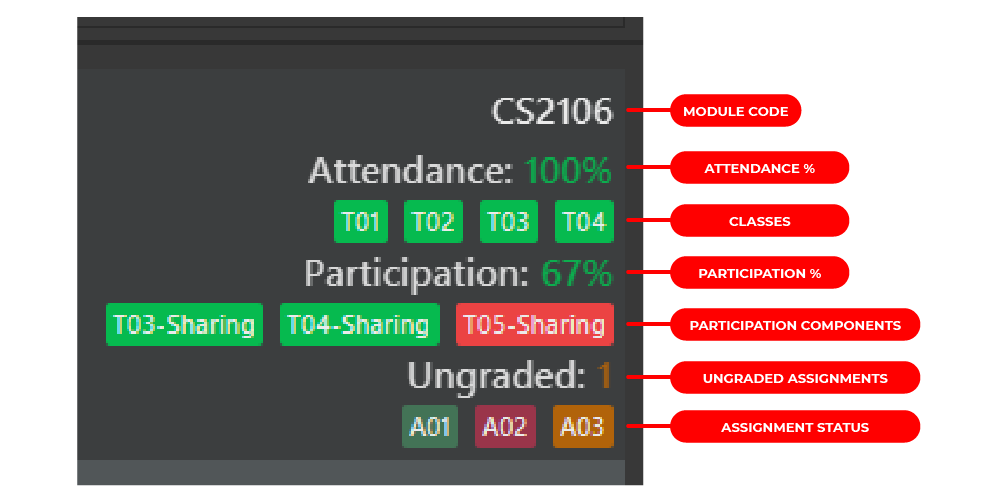 CS2106 MODULE CODE
Attendance: 100% ATTENDANCE %
T01 T02 T03 T04 CLASSES
Participation: 67% PARTICIPATION %
T03-Sharing T04-Sharing T05-Sharing PARTICIPATION COMPONENTS
Ungraded: 1 UNGRADED ASSIGNMENTS
A01 A02 A03 ASSIGNMENT STATUS